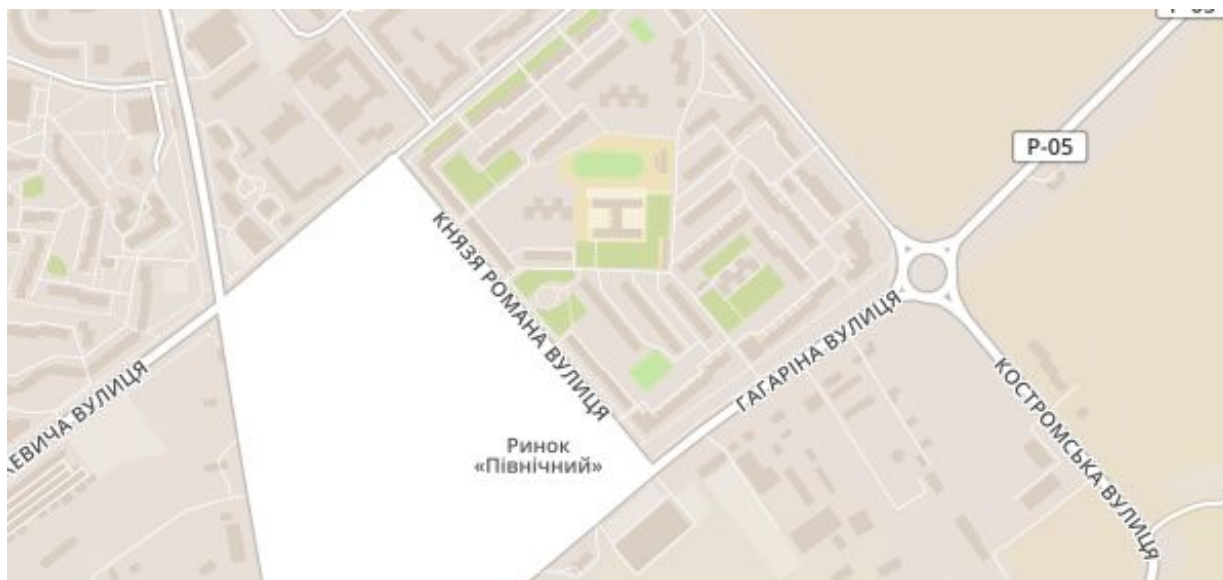 Р-05
КНЯЗЯ РОМАНА ВУЛИЦЯ
ГАГАРІНА ВУЛИЦЯ
ЕВИЧА ВУЛИЦЯ
КОСТРОМСЬКА ВУЛИЦЯ
Ринок
«Північний»